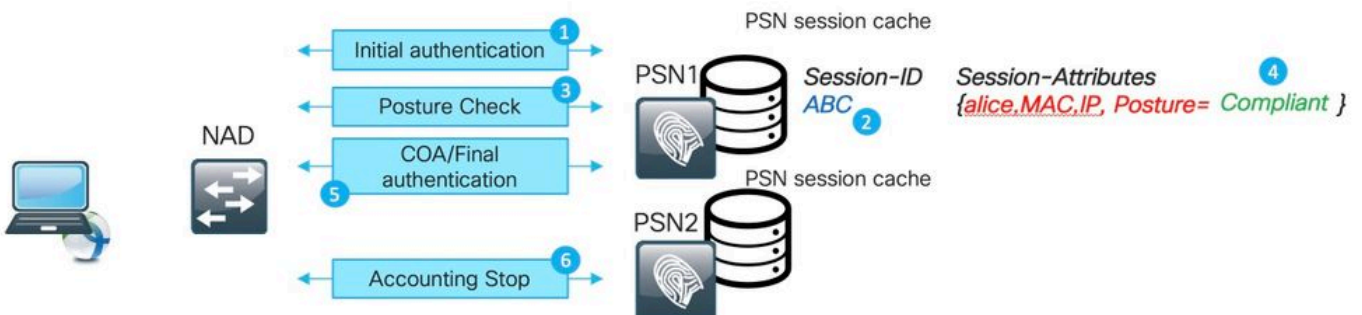 PSN session cache
Initial authentication
1
PSN1
Session-ID
Session-Attributes
4
ABC
2
{alice,MAC,IP, Posture= Compliant }
Posture Check
3
NAD
COA/Final
authentication
5
PSN session cache
PSN2
Accounting Stop
6